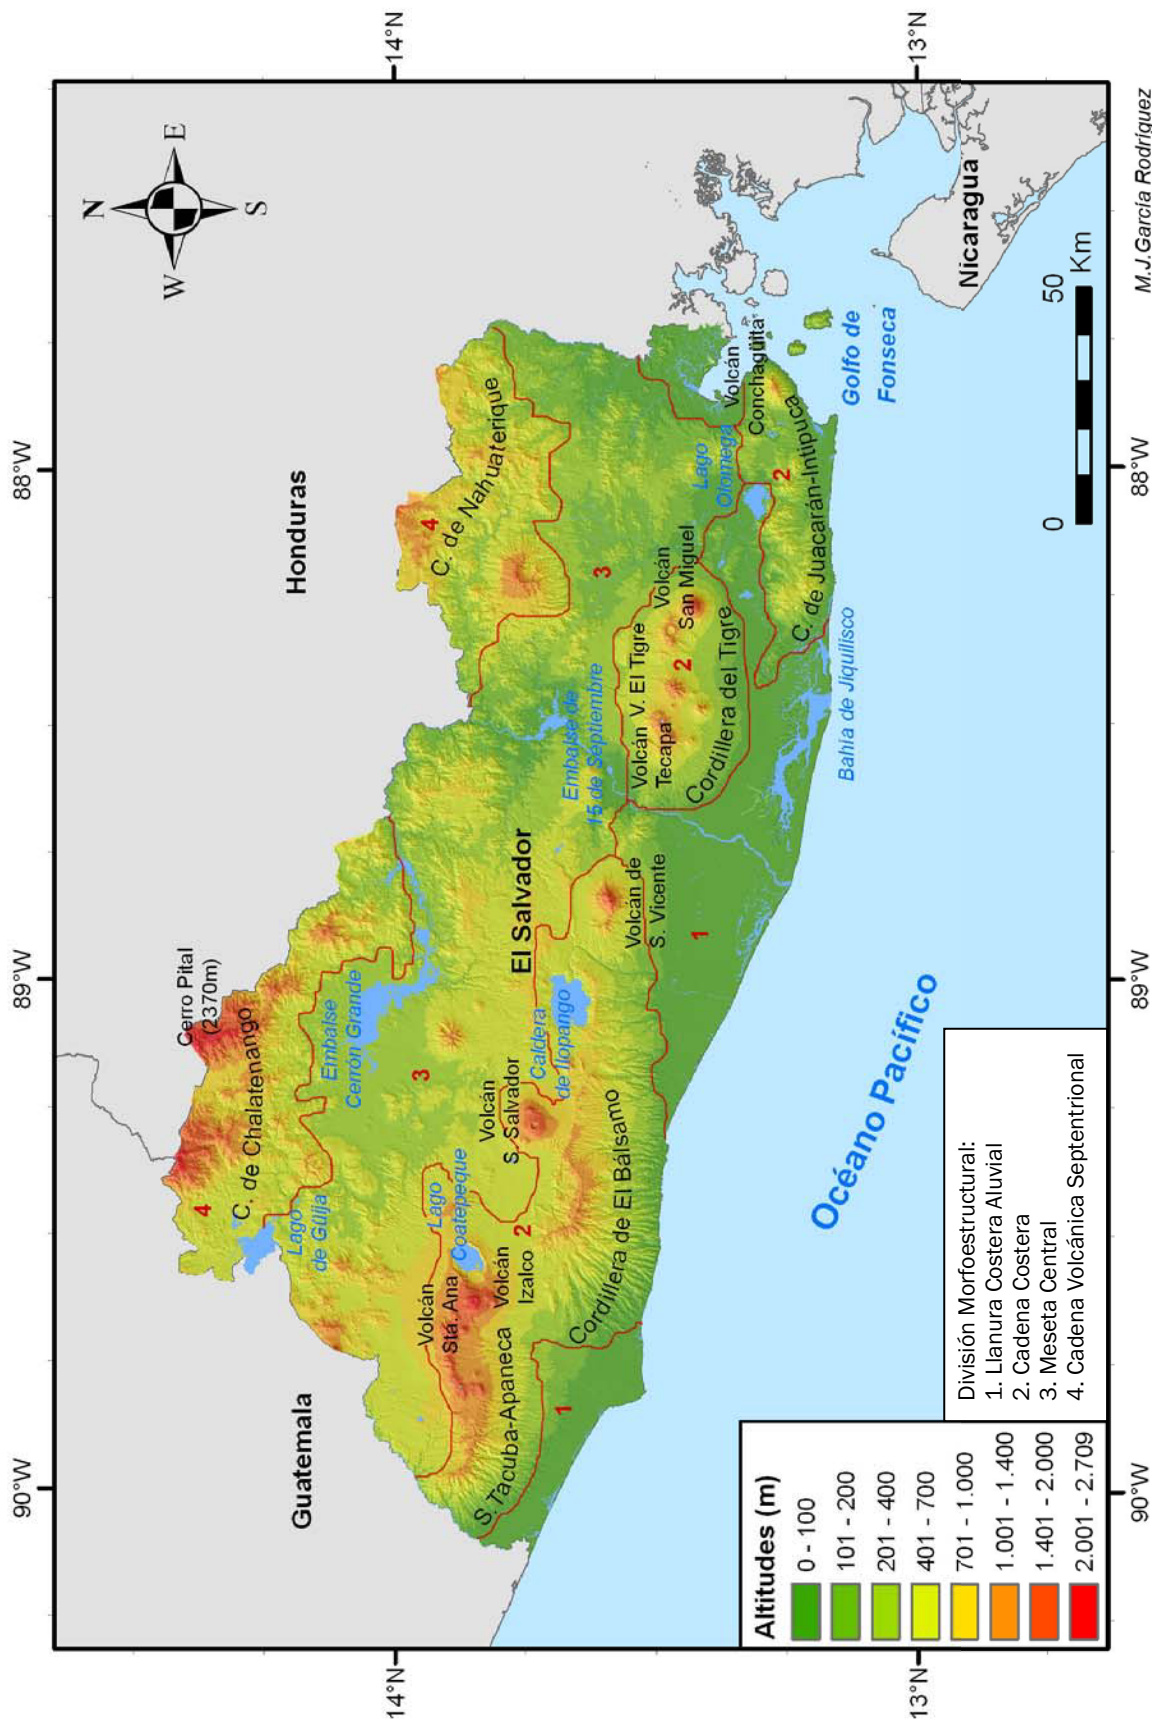 90°W
89°W
88°W
14°N
13°N
14°N
13°N
90°W
89°W
88°W
N
W
E
S
Guatemala
Honduras
El Salvador
Nicaragua
Cerro Pital
(2370m)
4
C. de Chalatenango
Lago
de Güija
Embalse
Cerrón Grande
3
4
C. de Nahuaterique
Volcán
Sta. Ana
Lago
Coatepeque
Volcán
Izalco
2
Volcán
S. Salvador
Caldera
de Ilopango
S. Tacuba-Apaneca
1
Cordillera de El Bálsamo
Volcán de
S. Vicente
1
Embalse de
15 de Septiembre
3
Volcán V. El Tigre
Tecapa
2
Volcán
San Miguel
Cordillera del Tigre
Lago
Olomega
Volcán
Conchagüita
2
C. de Juacarán-Intipuca
Bahía de Jiquilisco
Golfo de
Fonseca
Océano Pacífico
0 50
Km
Altitudes (m)
0 - 100
101 - 200
201 - 400
401 - 700
701 - 1.000
1.001 - 1.400
1.401 - 2.000
2.001 - 2.709
División Morfoestructural:
1. Llanura Costera Aluvial
2. Cadena Costera
3. Meseta Central
4. Cadena Volcánica Septentrional
M.J.García Rodríguez